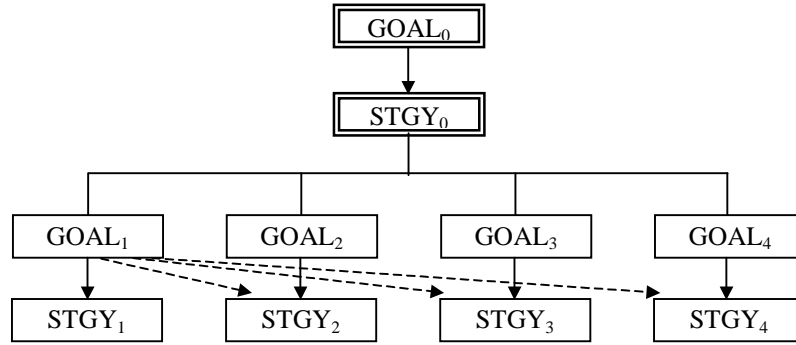 GOAL₀
STGY₀
GOAL₁ GOAL₂ GOAL₃ GOAL₄
STGY₁ STGY₂ STGY₃ STGY₄